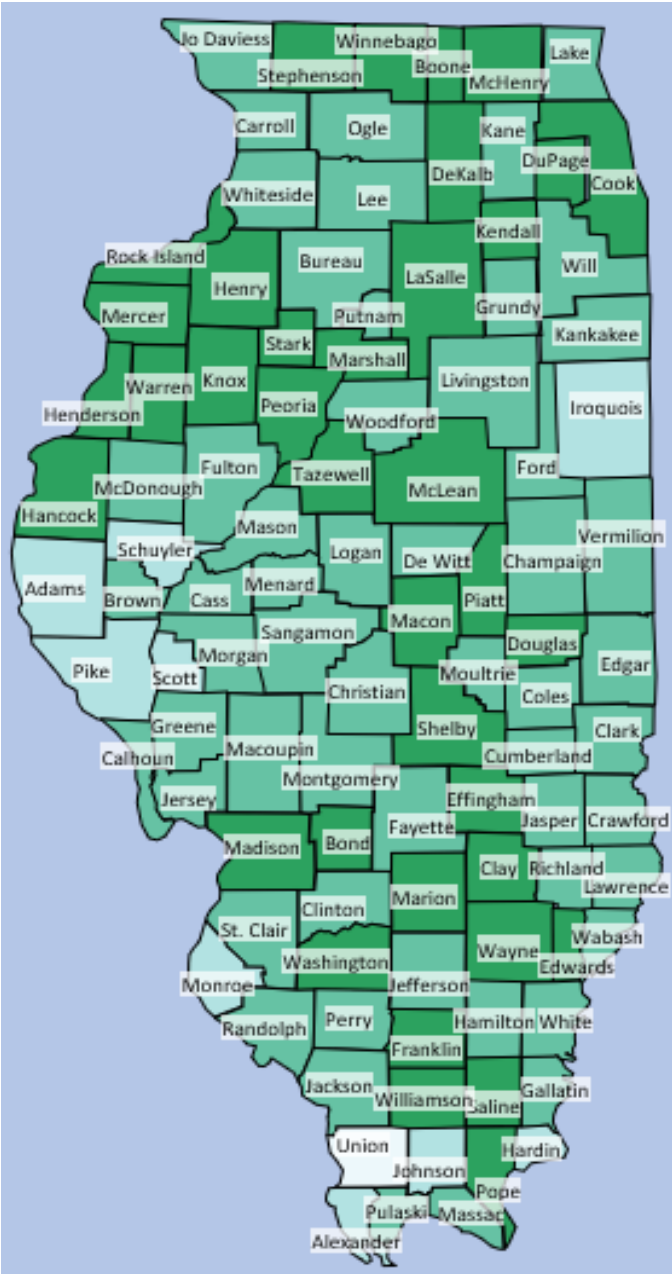 Jo Daviess
Stephenson
Winnebago
Boone
McHenry
Lake
Carroll
Ogle
DeKalb
Kane
DuPage
Cook
Whiteside
Lee
Rock Island
Henry
Bureau
Putnam
LaSalle
Kendall
Grundy
Will
Kankakee
Mercer
Stark
Marshall
Henderson
Warren
Knox
Peoria
Woodford
Livingston
Iroquois
Ford
Hancock
McDonough
Fulton
Tazewell
McLean
Mason
Logan
De Witt
Champaign
Vermilion
Schuyler
Adams
Brown
Cass
Menard
Sangamon
Macon
Piatt
Douglas
Edgar
Pike
Scott
Morgan
Christian
Moultrie
Coles
Shelby
Cumberland
Clark
Calhoun
Greene
Jersey
Macoupin
Montgomery
Fayette
Effingham
Jasper
Crawford
Madison
Bond
Clay
Richland
Lawrence
St. Clair
Clinton
Marion
Wayne
Edwards
Wabash
Monroe
Washington
Jefferson
Randolph
Perry
Franklin
Hamilton
White
Jackson
Williamson
Saline
Gallatin
Union
Johnson
Pope
Hardin
Alexander
Pulaski
Massac